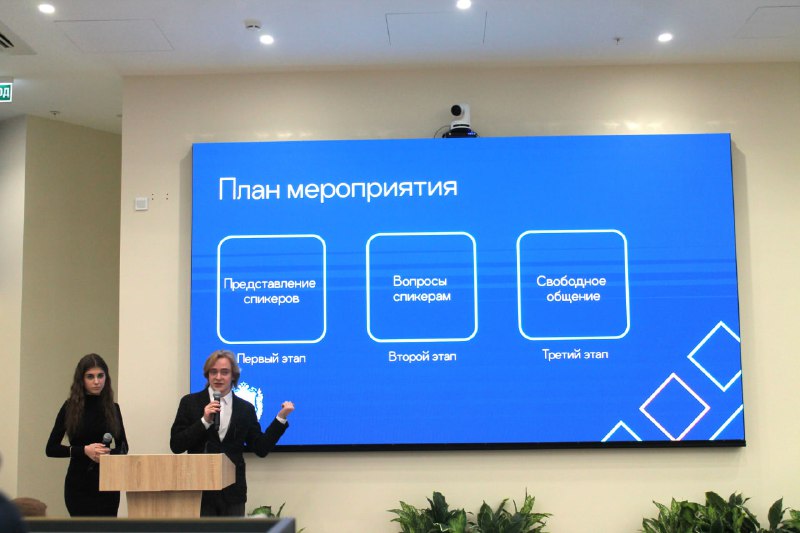 План мероприятия
Представление
спикеров
Вопросы
спикерам
Свободное
общение
Первый этап
Второй этап
Третий этап